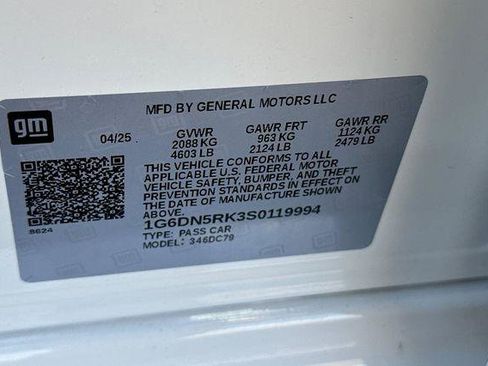 MFD BY GENERAL MOTORS LLC
gm
04/25
GVWR GAWR FRT GAWR RR
2088 KG 963 KG 1124 KG
4603 LB 2124 LB 2479 LB
THIS VEHICLE CONFORMS TO ALL
APPLICABLE U.S. FEDERAL MOTOR
VEHICLE SAFETY, BUMPER, AND THEFT
PREVENTION STANDARDS IN EFFECT ON
THE DATE OF MANUFACTURE SHOWN
ABOVE.
1G6DN5RK3S0119994
TYPE: PASS CAR
MODEL: 346DC79
8624